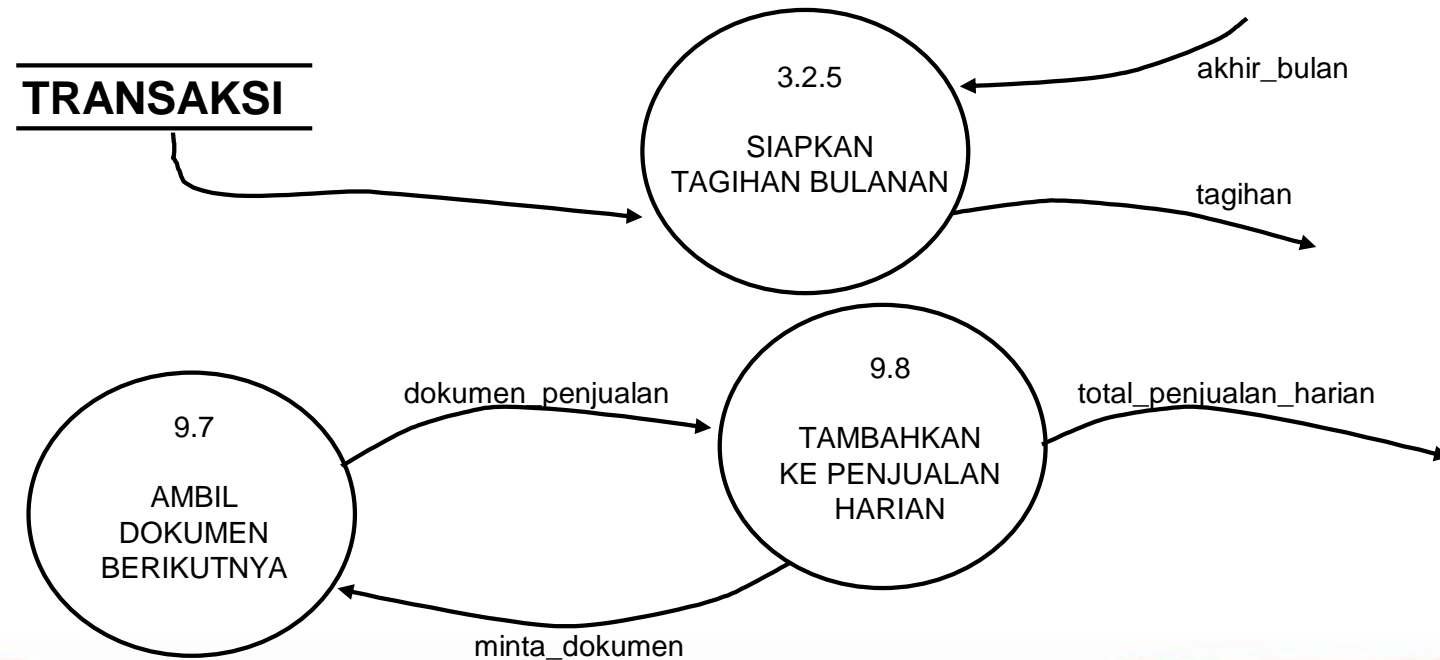 TRANSAKSI
3.2.5
SIAPKAN
TAGIHAN BULANAN
akhir_bulan
tagihan
9.7
AMBIL
DOKUMEN
BERIKUTNYA
dokumen_penjualan
9.8
TAMBAHKAN
KE PENJUALAN
HARIAN
total_penjualan_harian
minta_dokumen